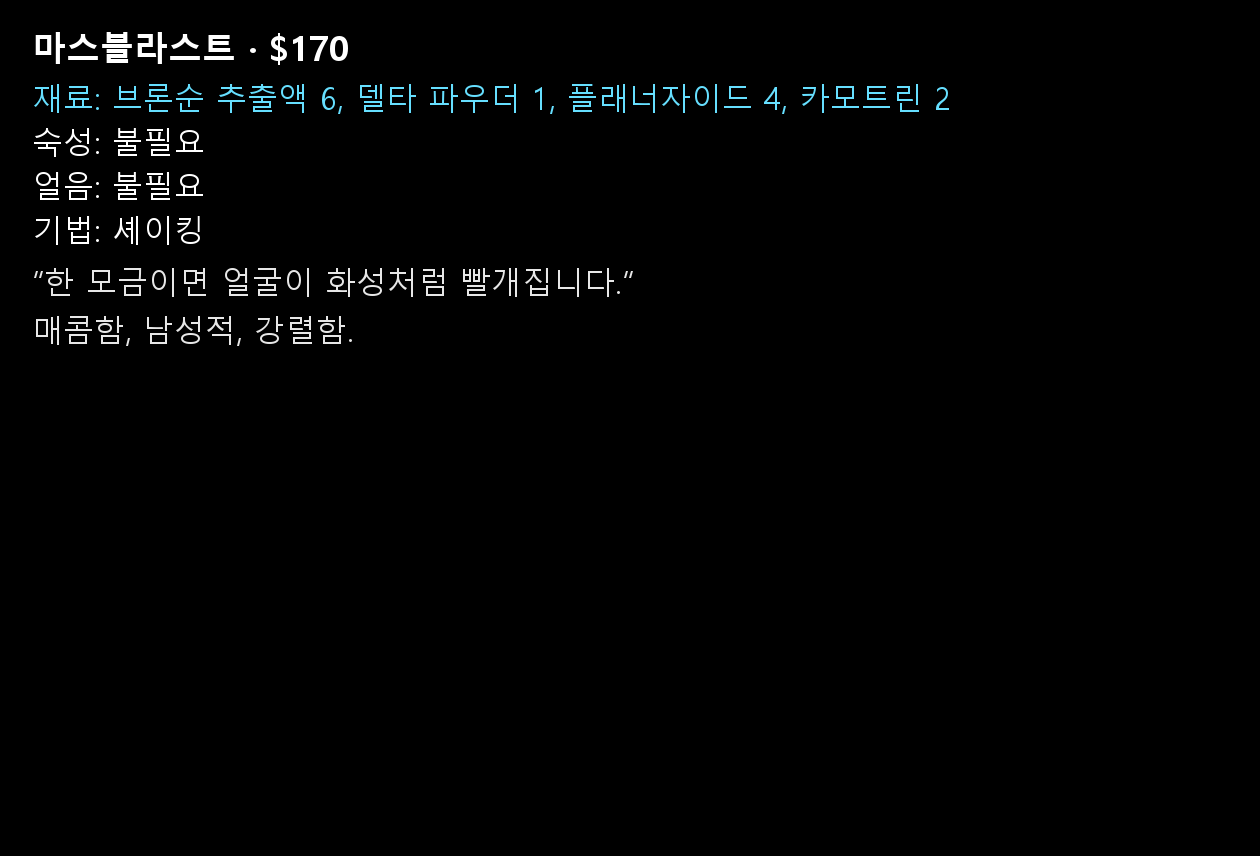 마스블라스트 · $170
재료: 브론슨 추출액 6, 델타 파우더 1, 플래너자이드 4, 카모트린 2
숙성: 불필요
얼음: 불필요
기법: 셰이킹
"한 모금이면 얼굴이 화성처럼 빨개집니다."
매콤함, 남성적, 강렬함.